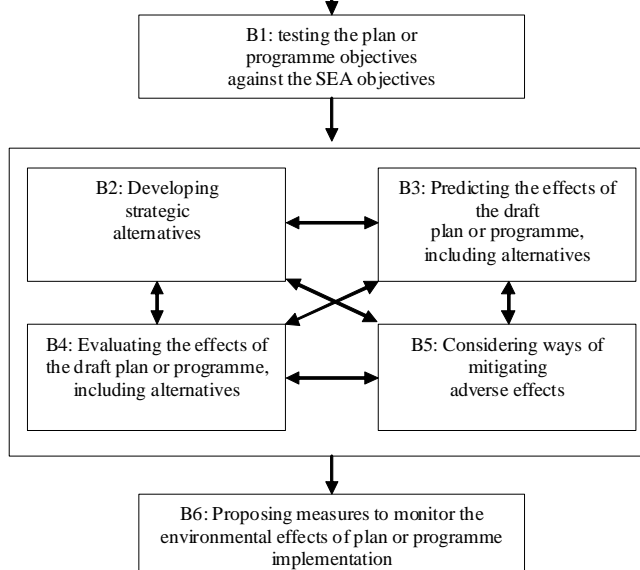 B1: testing the plan or
programme objectives
against the SEA objectives
B2: Developing
strategic
alternatives
B3: Predicting the effects of
the draft
plan or programme,
including alternatives
B4: Evaluating the effects of
the draft plan or programme,
including alternatives
B5: Considering ways of
mitigating
adverse effects
B6: Proposing measures to monitor the
environmental effects of plan or programme
implementation